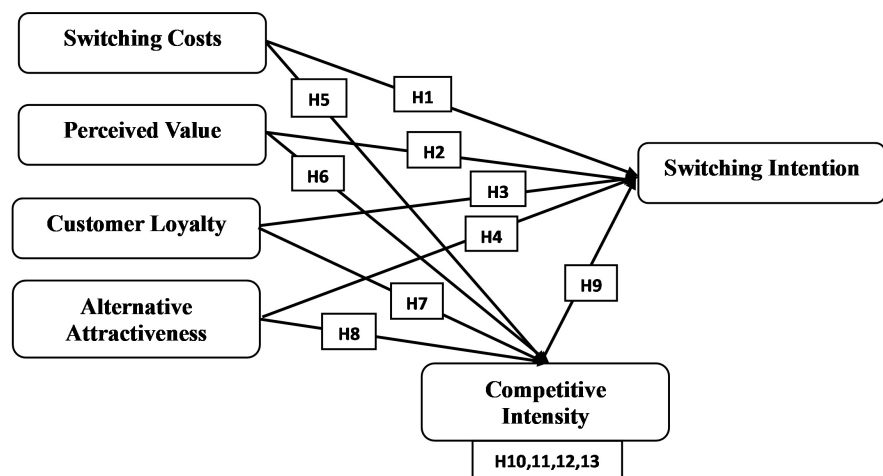 Switching Costs
H5
H1
Perceived Value
H2
H6
Switching Intention
Customer Loyalty
H3
H4
Alternative
Attractiveness
H7
H9
H8
Competitive
Intensity
H10,11,12,13